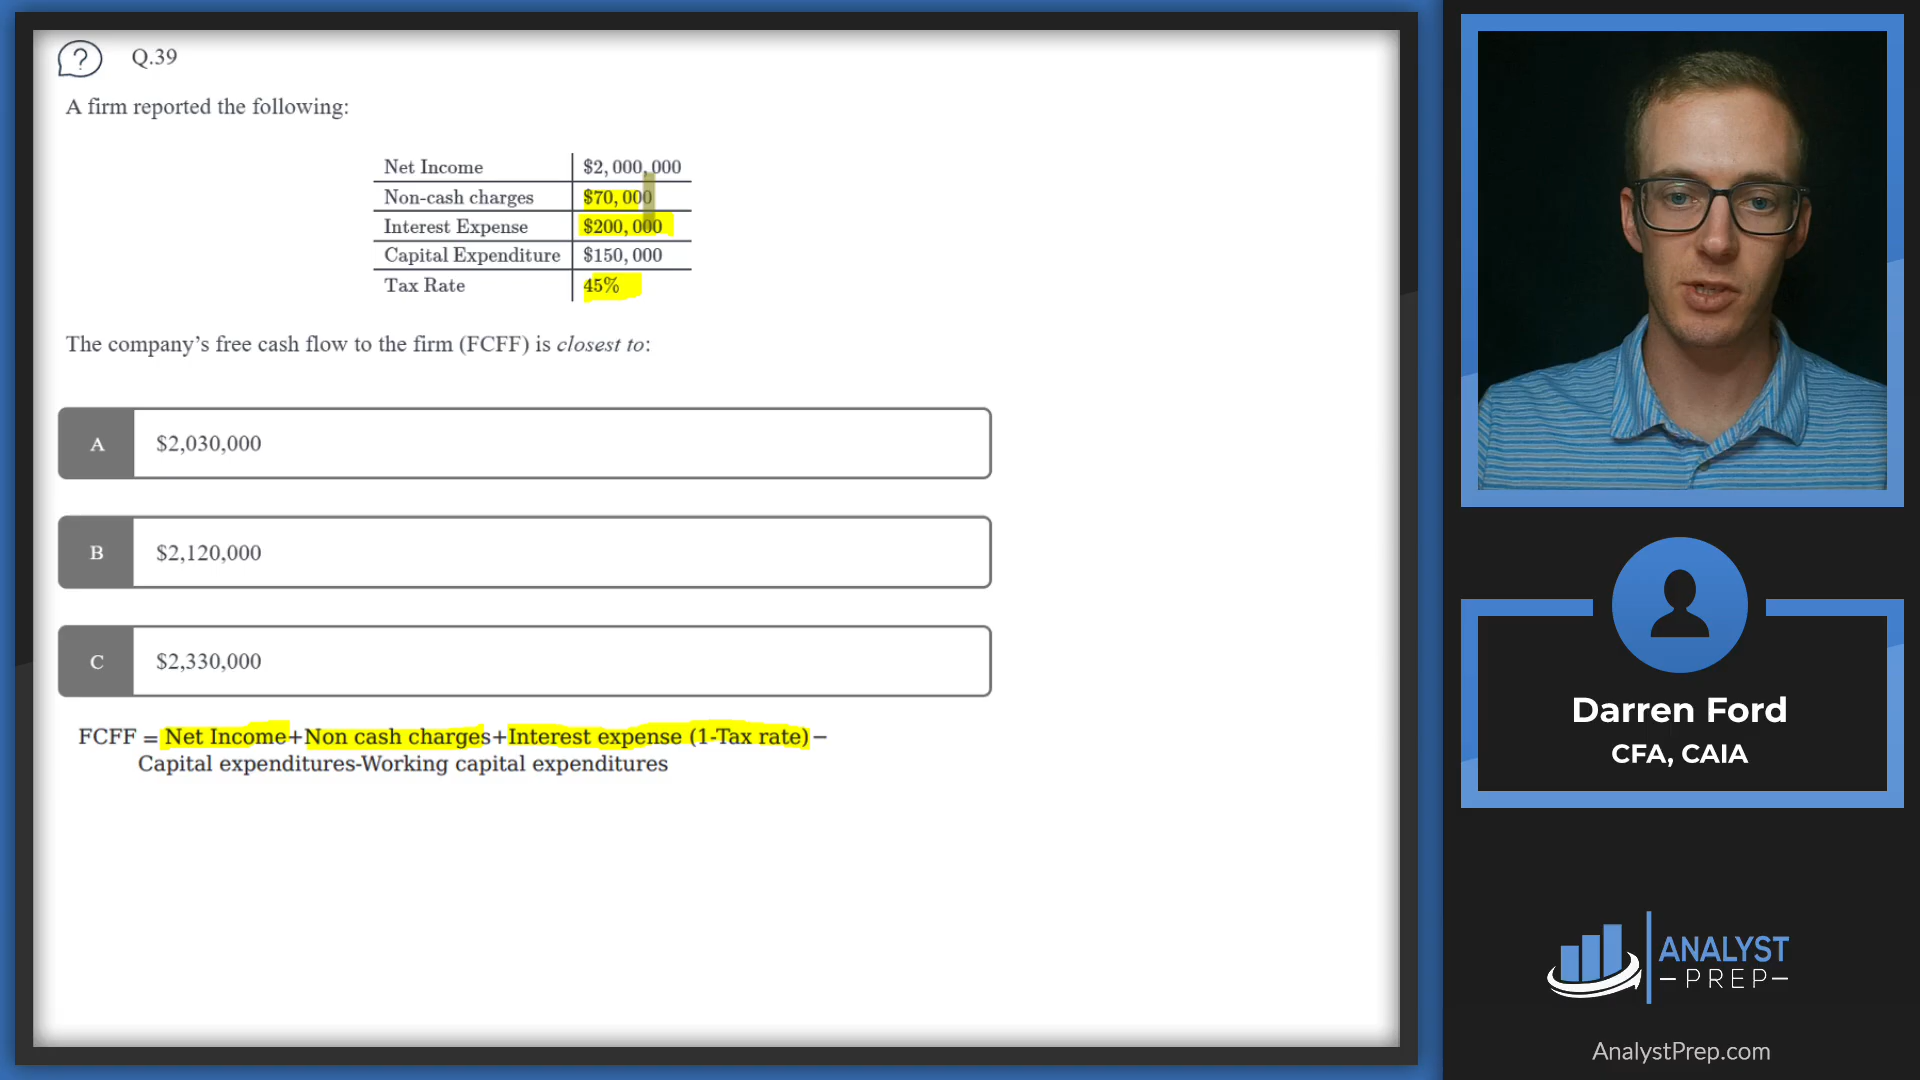 ?
Q.39
A firm reported the following:
Net Income $2,000,000
Non-cash charges $70,000
Interest Expense $200,000
Capital Expenditure $150,000
Tax Rate 45%
The company’s free cash flow to the firm (FCFF) is closest to:
A $2,030,000
B $2,120,000
C $2,330,000
FCFF = Net Income+Non cash charges+Interest expense (1-Tax rate)−
Capital expenditures-Working capital expenditures
Darren Ford
CFA, CAIA
ANALYST
PREP
AnalystPrep.com